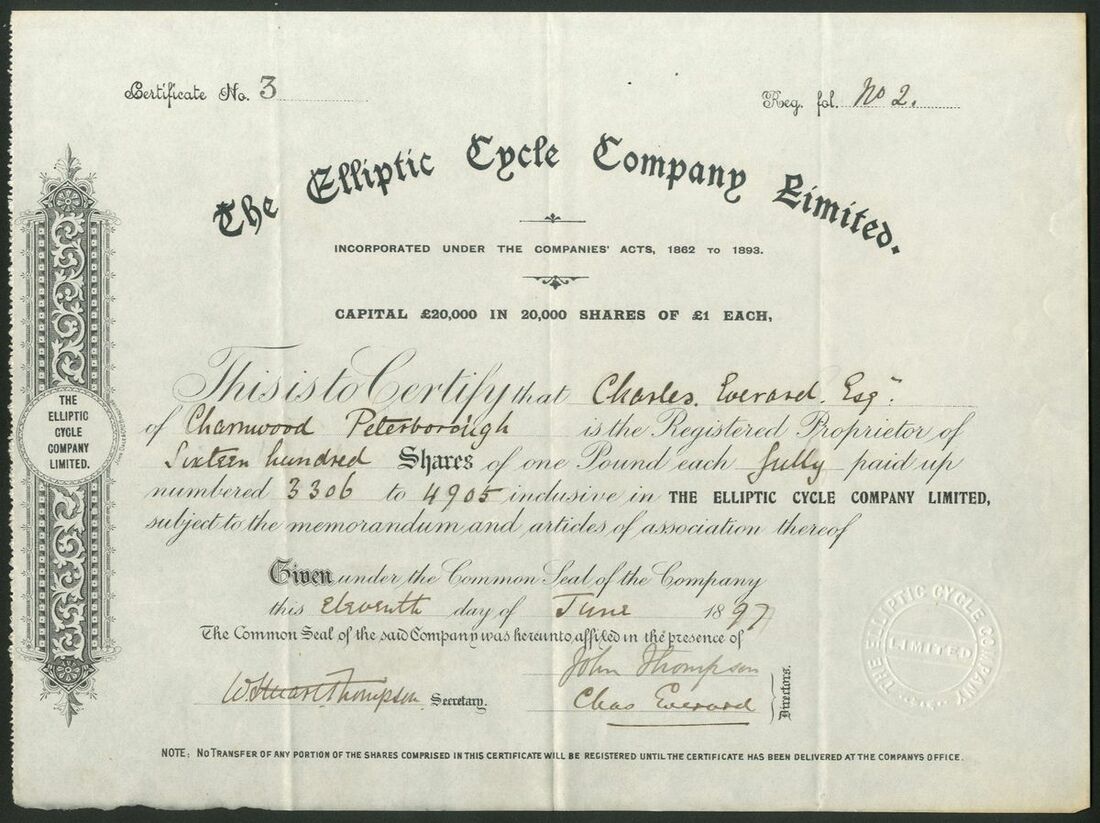 Certificate No. 3
Reg. fol. No 2.
The Elliptic Cycle Company Limited.
INCORPORATED UNDER THE COMPANIES' ACTS, 1862 TO 1893.
CAPITAL £20,000 IN 20,000 SHARES OF £1 EACH,
This is to Certify that Charles. Everard. Esqr
of Charnwood Peterborough is the Registered Proprietor of
Sixteen hundred Shares of one Pound each fully paid up
numbered 3306 to 4905 inclusive in THE ELLIPTIC CYCLE COMPANY LIMITED,
subject to the memorandum and articles of association thereof
Given under the Common Seal of the Company
this Eleventh day of June 1897
The Common Seal of the said Company was hereunto affixed in the presence of
John Thompson
W. Stuart Thompson. Secretary.
Chas Everard
Directors.
NOTE: NO TRANSFER OF ANY PORTION OF THE SHARES COMPRISED IN THIS CERTIFICATE WILL BE REGISTERED UNTIL THE CERTIFICATE HAS BEEN DELIVERED AT THE COMPANYS OFFICE.
THE
ELLIPTIC
CYCLE
COMPANY
LIMITED.
THE ELLIPTIC CYCLE COMPANY
LIMITED